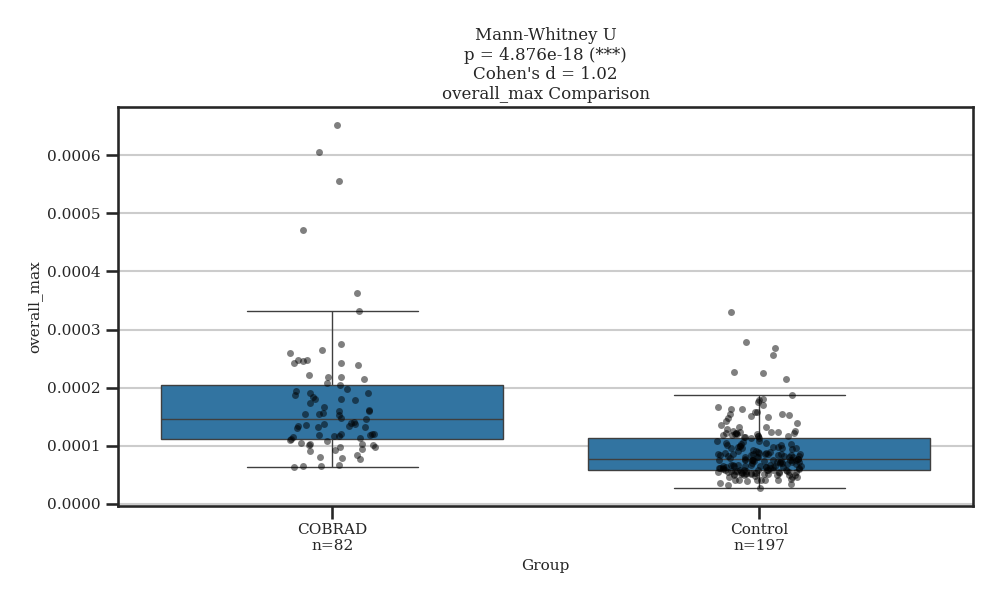 Mann-Whitney U
p = 4.876e-18 (***)
Cohen's d = 1.02
overall_max Comparison
overall_max
0.0006
0.0005
0.0004
0.0003
0.0002
0.0001
0.0000
COBRAD
n=82
Control
n=197
Group